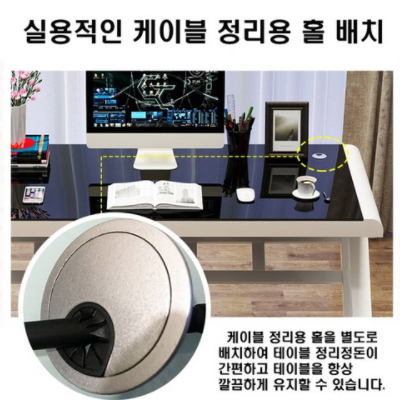 실용적인 케이블 정리용 홀 배치
케이블 정리용 홀을 별도로
배치하여 테이블 정리정돈이
간편하고 테이블을 항상
깔끔하게 유지할 수 있습니다.